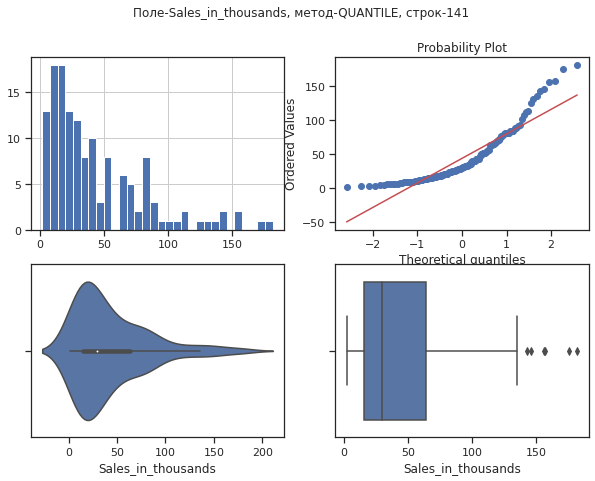 Поле-Sales_in_thousands, метод-QUANTILE, строк-141
Probability Plot
15
10
5
0
0 50 100 150
Ordered Values
150
100
50
0
−50
−2 −1 0 1 2
Theoretical quantiles
0 50 100 150 200
Sales_in_thousands
0 50 100 150
Sales_in_thousands